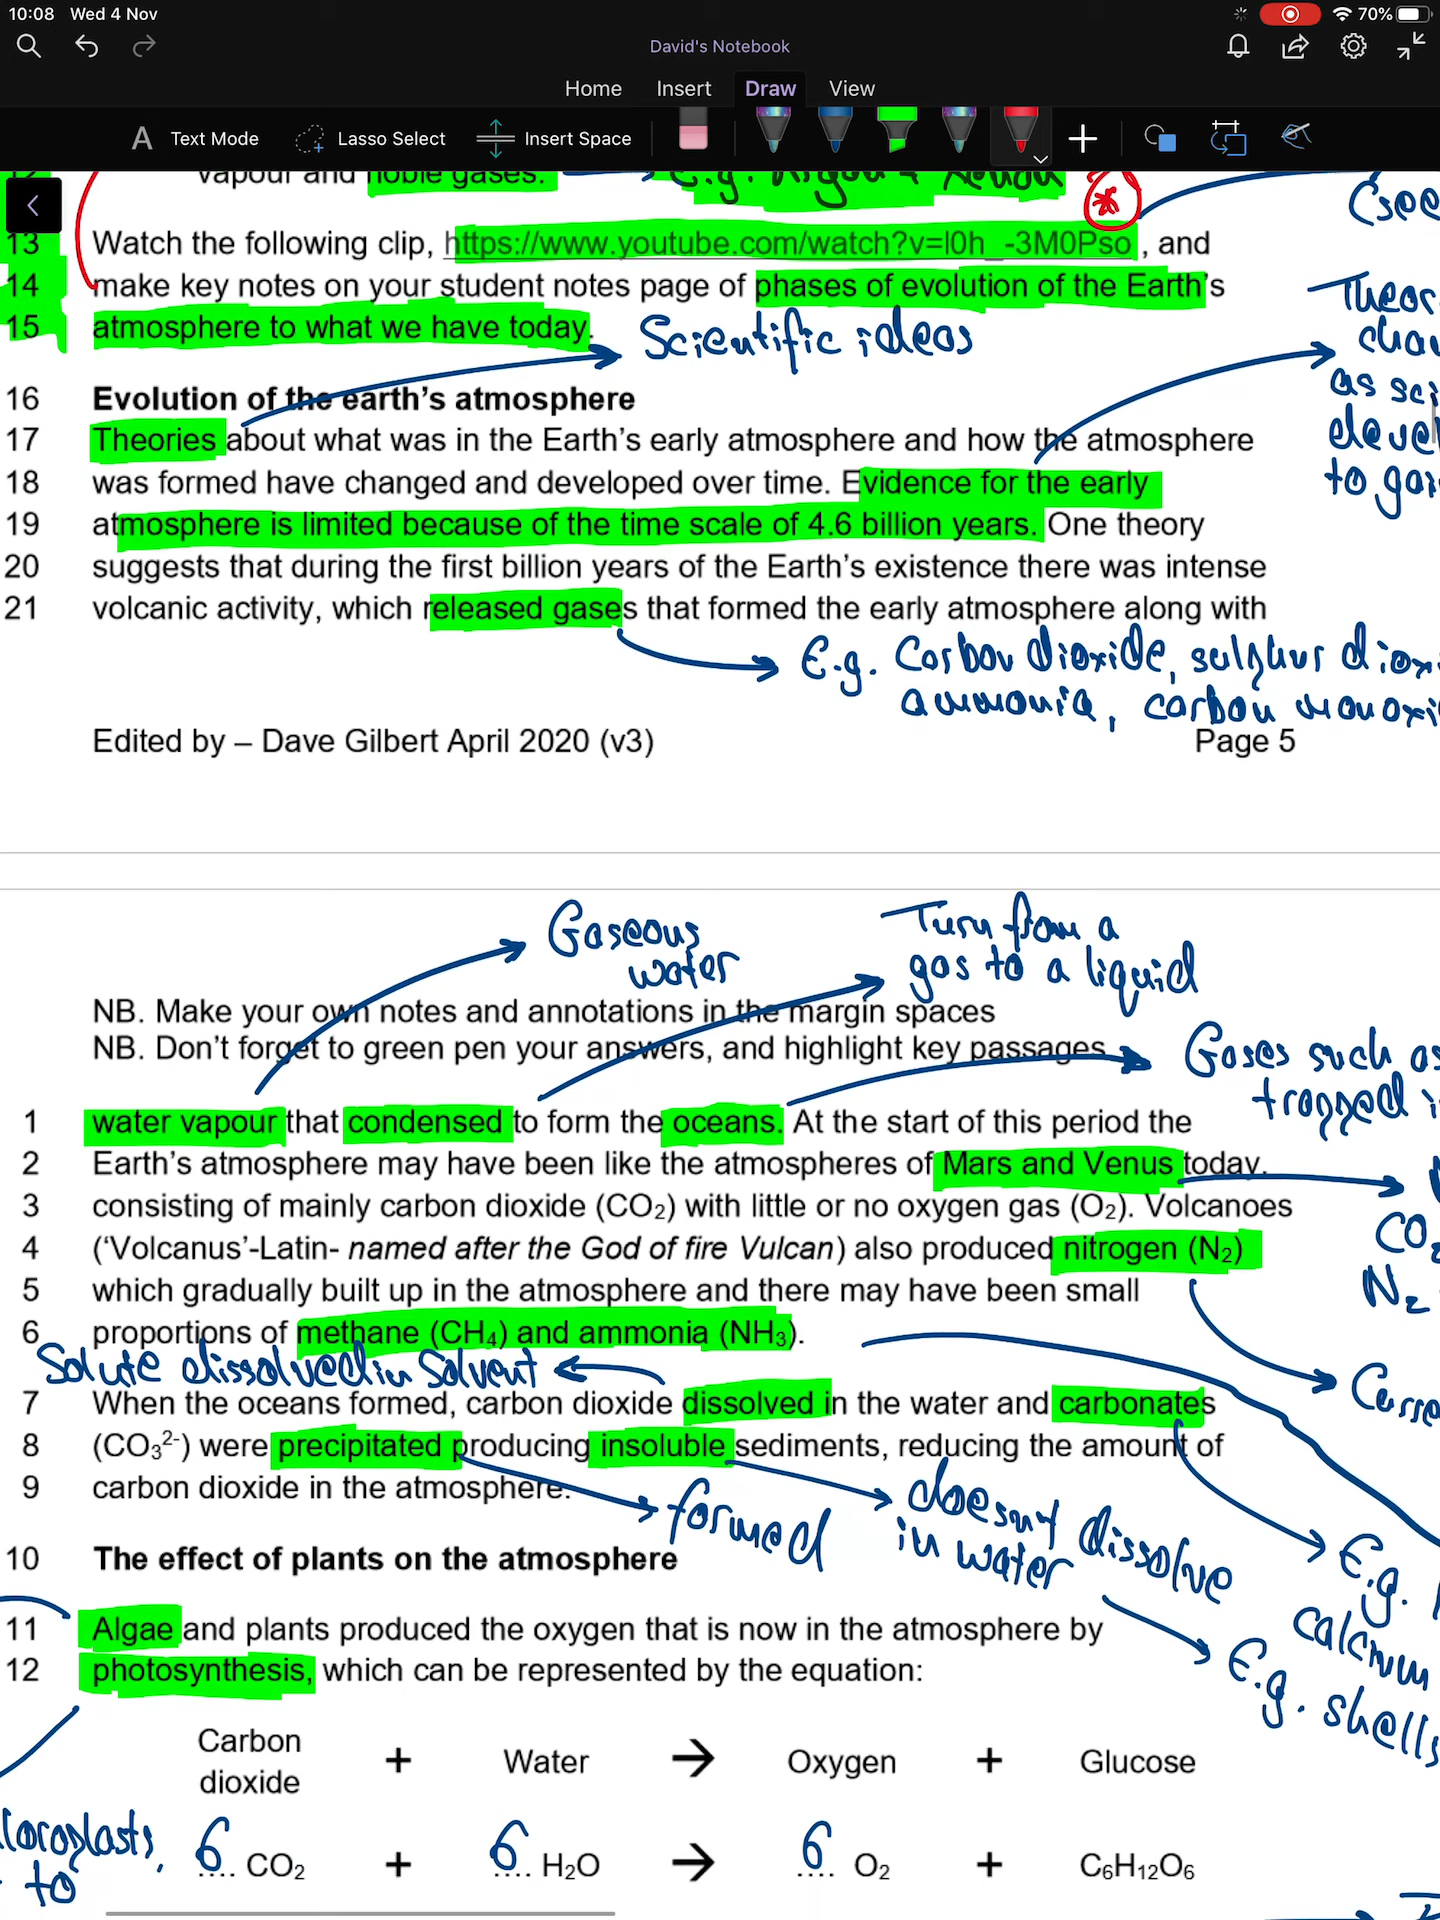 10:08 Wed 4 Nov
70%
David's Notebook
Home Insert Draw View
Text Mode Lasso Select Insert Space
12 vapour and noble gases. E.g. Argon + Xenon
(see
13 Watch the following clip, https://www.youtube.com/watch?v=l0h_-3M0Pso , and
14 make key notes on your student notes page of phases of evolution of the Earth's
15 atmosphere to what we have today.
Scientific ideas
as sci
to gai
16 Evolution of the earth's atmosphere
17 Theories about what was in the Earth's early atmosphere and how the atmosphere
18 was formed have changed and developed over time. Evidence for the early
19 atmosphere is limited because of the time scale of 4.6 billion years. One theory
20 suggests that during the first billion years of the Earth's existence there was intense
21 volcanic activity, which released gases that formed the early atmosphere along with
E.g. Carbon dioxide, sulphur diox
ammonia, carbon monoxi
Edited by – Dave Gilbert April 2020 (v3) Page 5
Gaseous
water
Turn from a
gas to a liquid
NB. Make your own notes and annotations in the margin spaces
NB. Don't forget to green pen your answers, and highlight key passages
Gases such as
trapped i
1 water vapour that condensed to form the oceans. At the start of this period the
2 Earth's atmosphere may have been like the atmospheres of Mars and Venus today.
3 consisting of mainly carbon dioxide (CO₂) with little or no oxygen gas (O₂). Volcanoes
4 ('Volcanus'-Latin- named after the God of fire Vulcan) also produced nitrogen (N₂)
5 which gradually built up in the atmosphere and there may have been small
6 proportions of methane (CH₄) and ammonia (NH₃).
CO₂
N₂
Solute dissolved in Solvent
7 When the oceans formed, carbon dioxide dissolved in the water and carbonates
8 (CO₃²⁻) were precipitated producing insoluble sediments, reducing the amount of
9 carbon dioxide in the atmosphere.
formed
doesn't dissolve
in water
E.g.
calcium
E.g. shells
10 The effect of plants on the atmosphere
11 Algae and plants produced the oxygen that is now in the atmosphere by
12 photosynthesis, which can be represented by the equation:
Carbon dioxide + Water → Oxygen + Glucose
loroplasts,
to
6 .... CO₂ + 6 .... H₂O → 6 .... O₂ + C₆H₁₂O₆